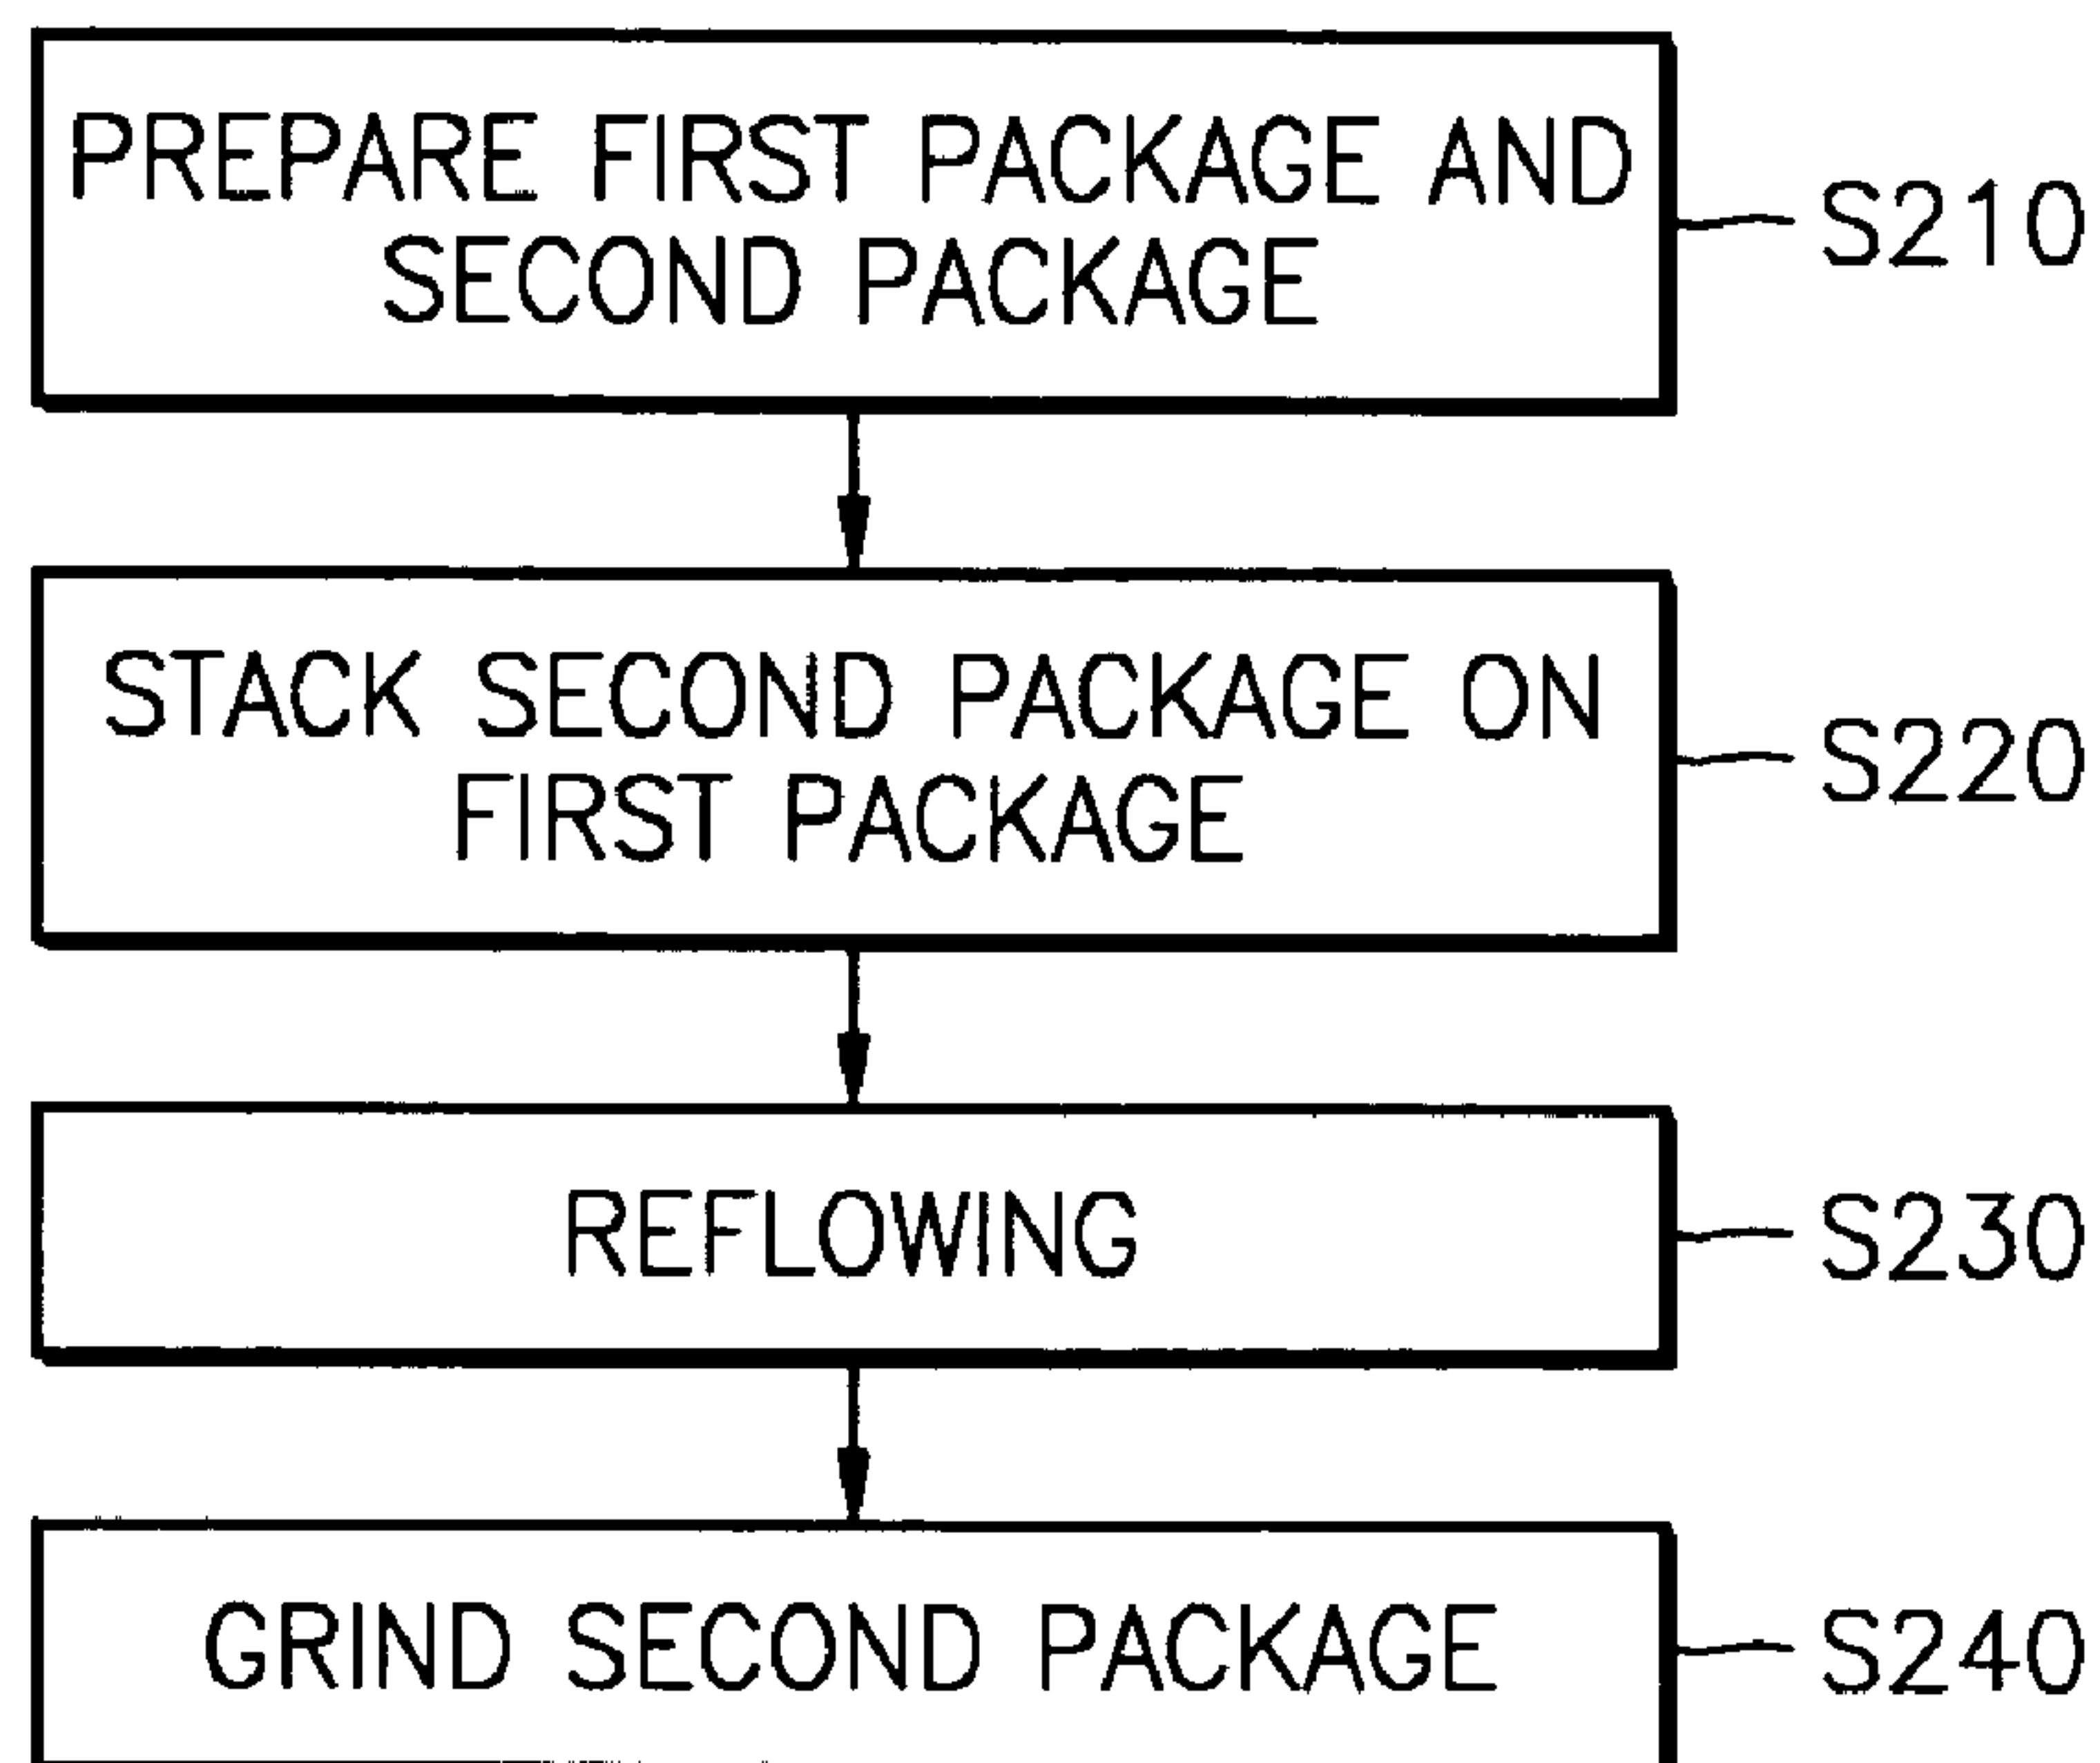 PREPARE FIRST PACKAGE AND
SECOND PACKAGE
S210
STACK SECOND PACKAGE ON
FIRST PACKAGE
S220
REFLOWING
S230
GRIND SECOND PACKAGE
S240